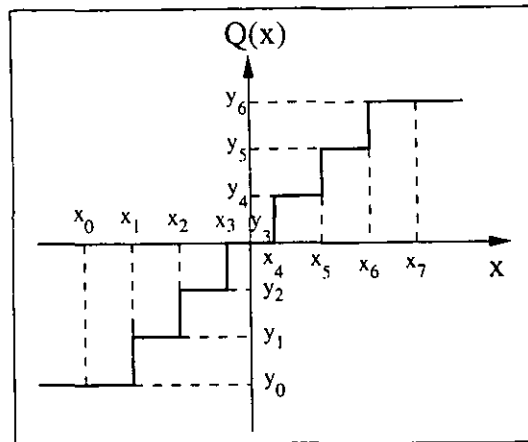 Q(x)
y₆
y₅
y₄
x₀ x₁ x₂ x₃ y₃
x₄ x₅ x₆ x₇ x
y₂
y₁
y₀